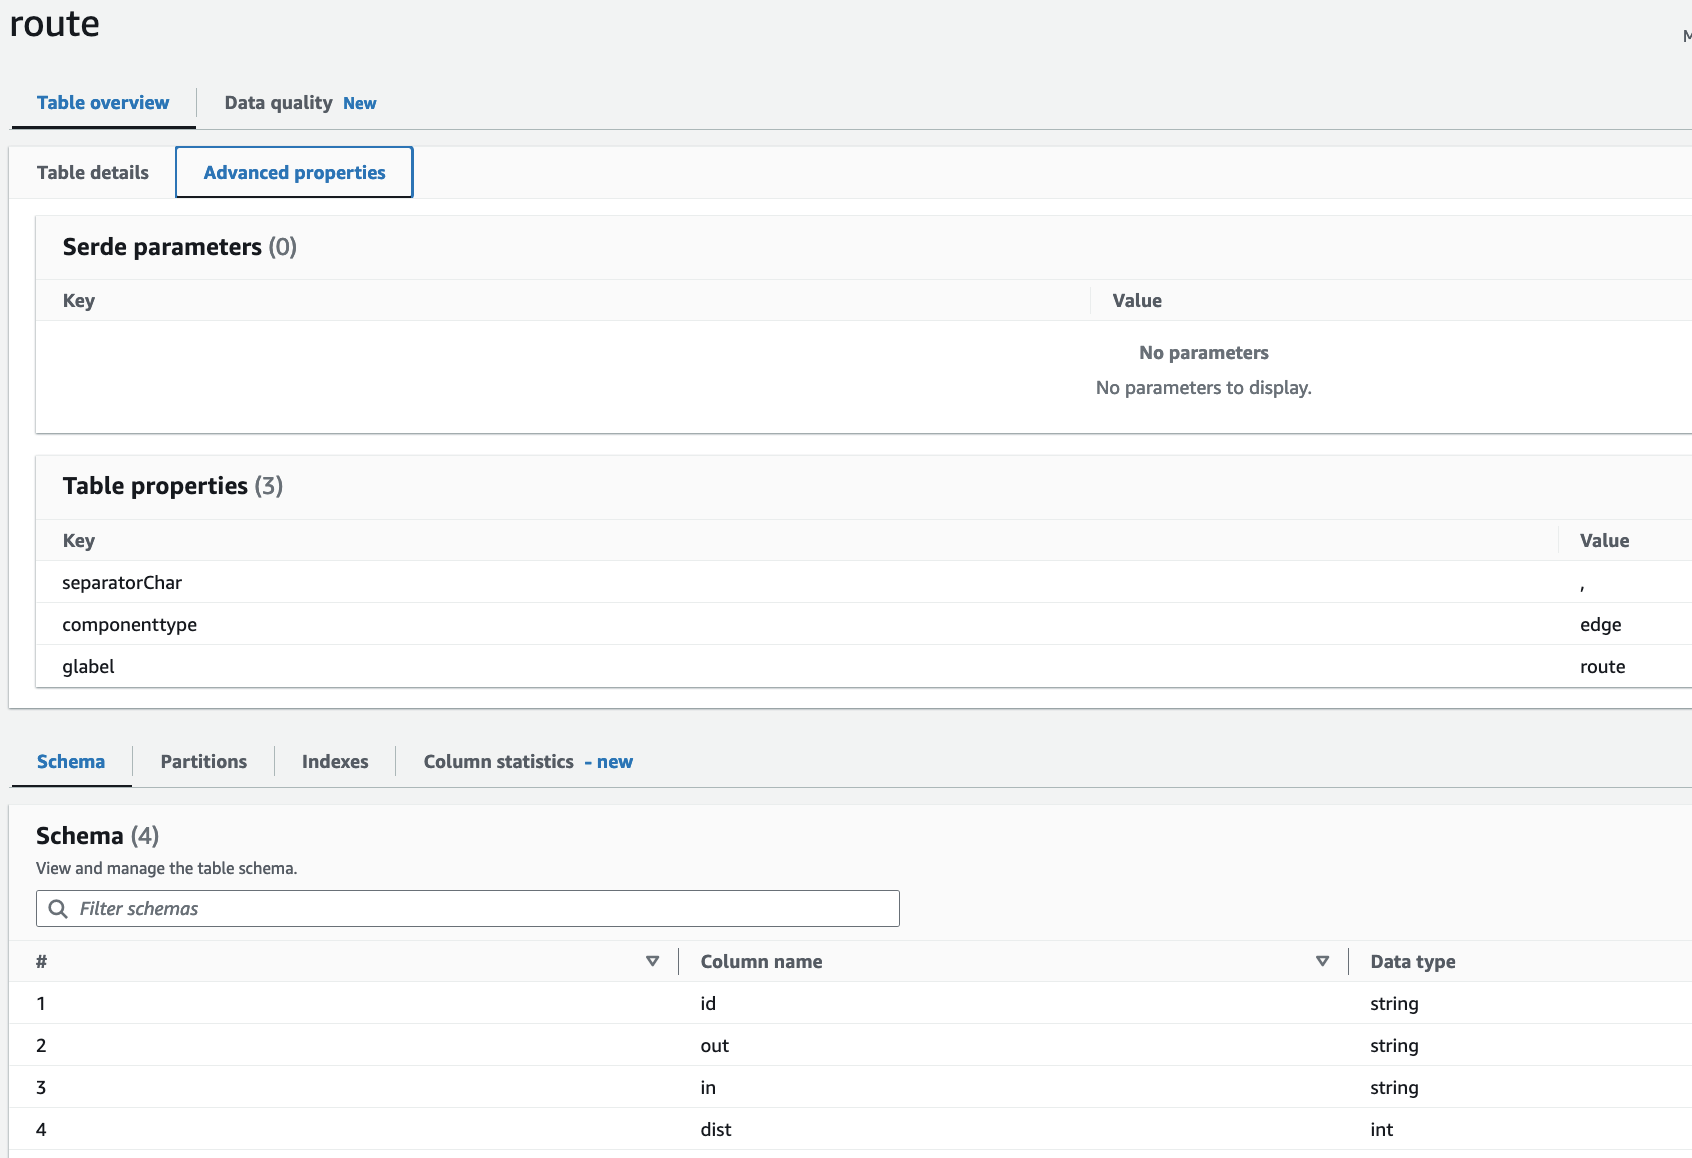 route
Table overview Data quality New
Table details Advanced properties
Serde parameters (0)
Key Value
No parameters
No parameters to display.
Table properties (3)
Key Value
separatorChar ,
componenttype edge
glabel route
Schema Partitions Indexes Column statistics - new
Schema (4)
View and manage the table schema.
Filter schemas
# Column name Data type
1 id string
2 out string
3 in string
4 dist int